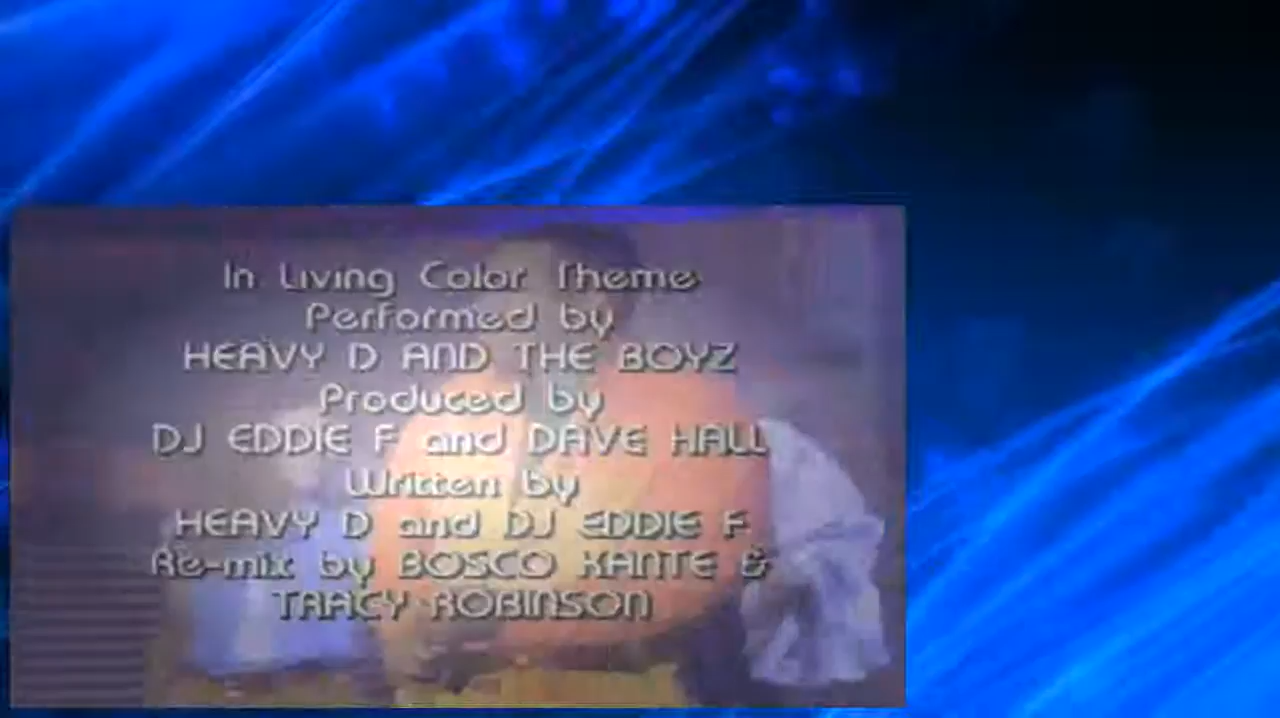 In Living Color Theme
Performed by
HEAVY D AND THE BOYZ
Produced by
DJ EDDIE F and DAVE HALL
Written by
HEAVY D and DJ EDDIE F
Re-mix by BOSCO KANTE &
TRACY ROBINSON